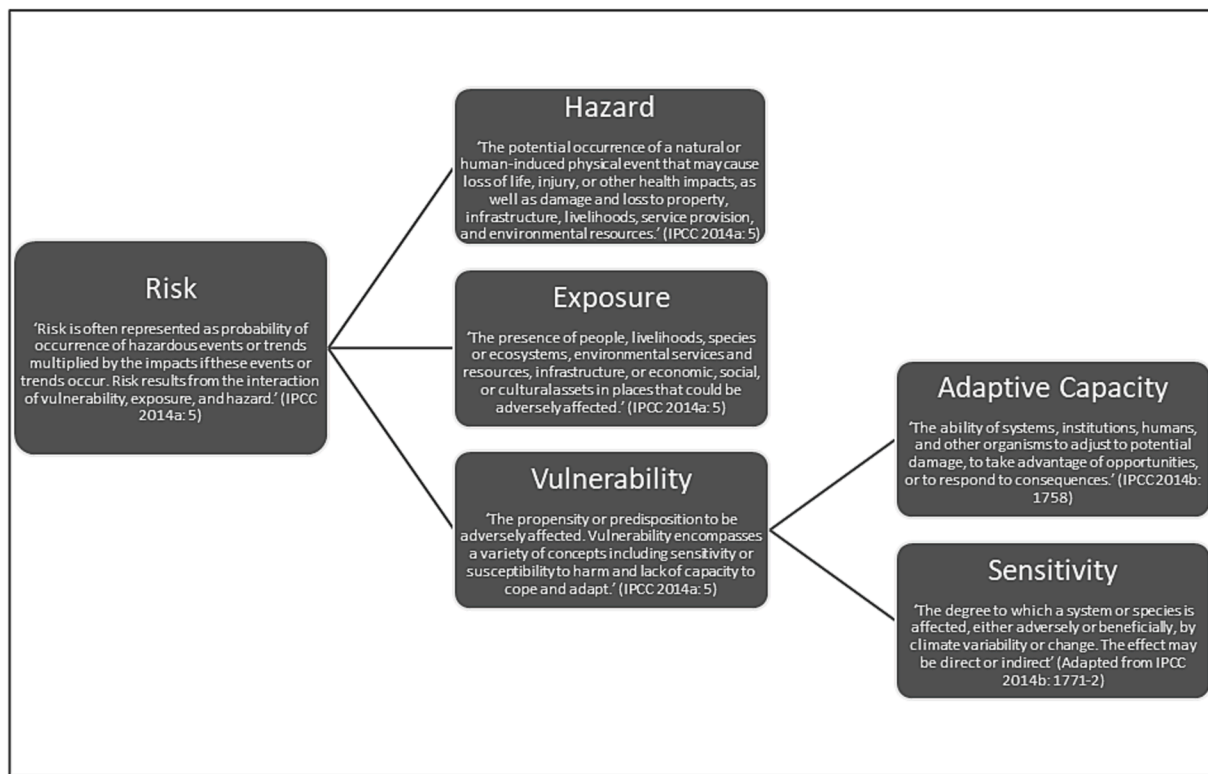 Risk
‘Risk is often represented as probability of
occurrence of hazardous events or trends
multiplied by the impacts if these events or
trends occur. Risk results from the interaction
of vulnerability, exposure, and hazard.’ (IPCC
2014a: 5)
Hazard
‘The potential occurrence of a natural or
human-induced physical event that may cause
loss of life, injury, or other health impacts, as
well as damage and loss to property,
infrastructure, livelihoods, service provision,
and environmental resources.’ (IPCC 2014a: 5)
Exposure
‘The presence of people, livelihoods, species
or ecosystems, environmental services and
resources, infrastructure, or economic, social,
or cultural assets in places that could be
adversely affected.’ (IPCC 2014a: 5)
Vulnerability
‘The propensity or predisposition to be
adversely affected. Vulnerability encompasses
a variety of concepts including sensitivity or
susceptibility to harm and lack of capacity to
cope and adapt.’ (IPCC 2014a: 5)
Adaptive Capacity
‘The ability of systems, institutions, humans,
and other organisms to adjust to potential
damage, to take advantage of opportunities,
or to respond to consequences.’ (IPCC 2014b:
1758)
Sensitivity
‘The degree to which a system or species is
affected, either adversely or beneficially, by
climate variability or change. The effect may
be direct or indirect’ (Adapted from IPCC
2014b: 1771-2)